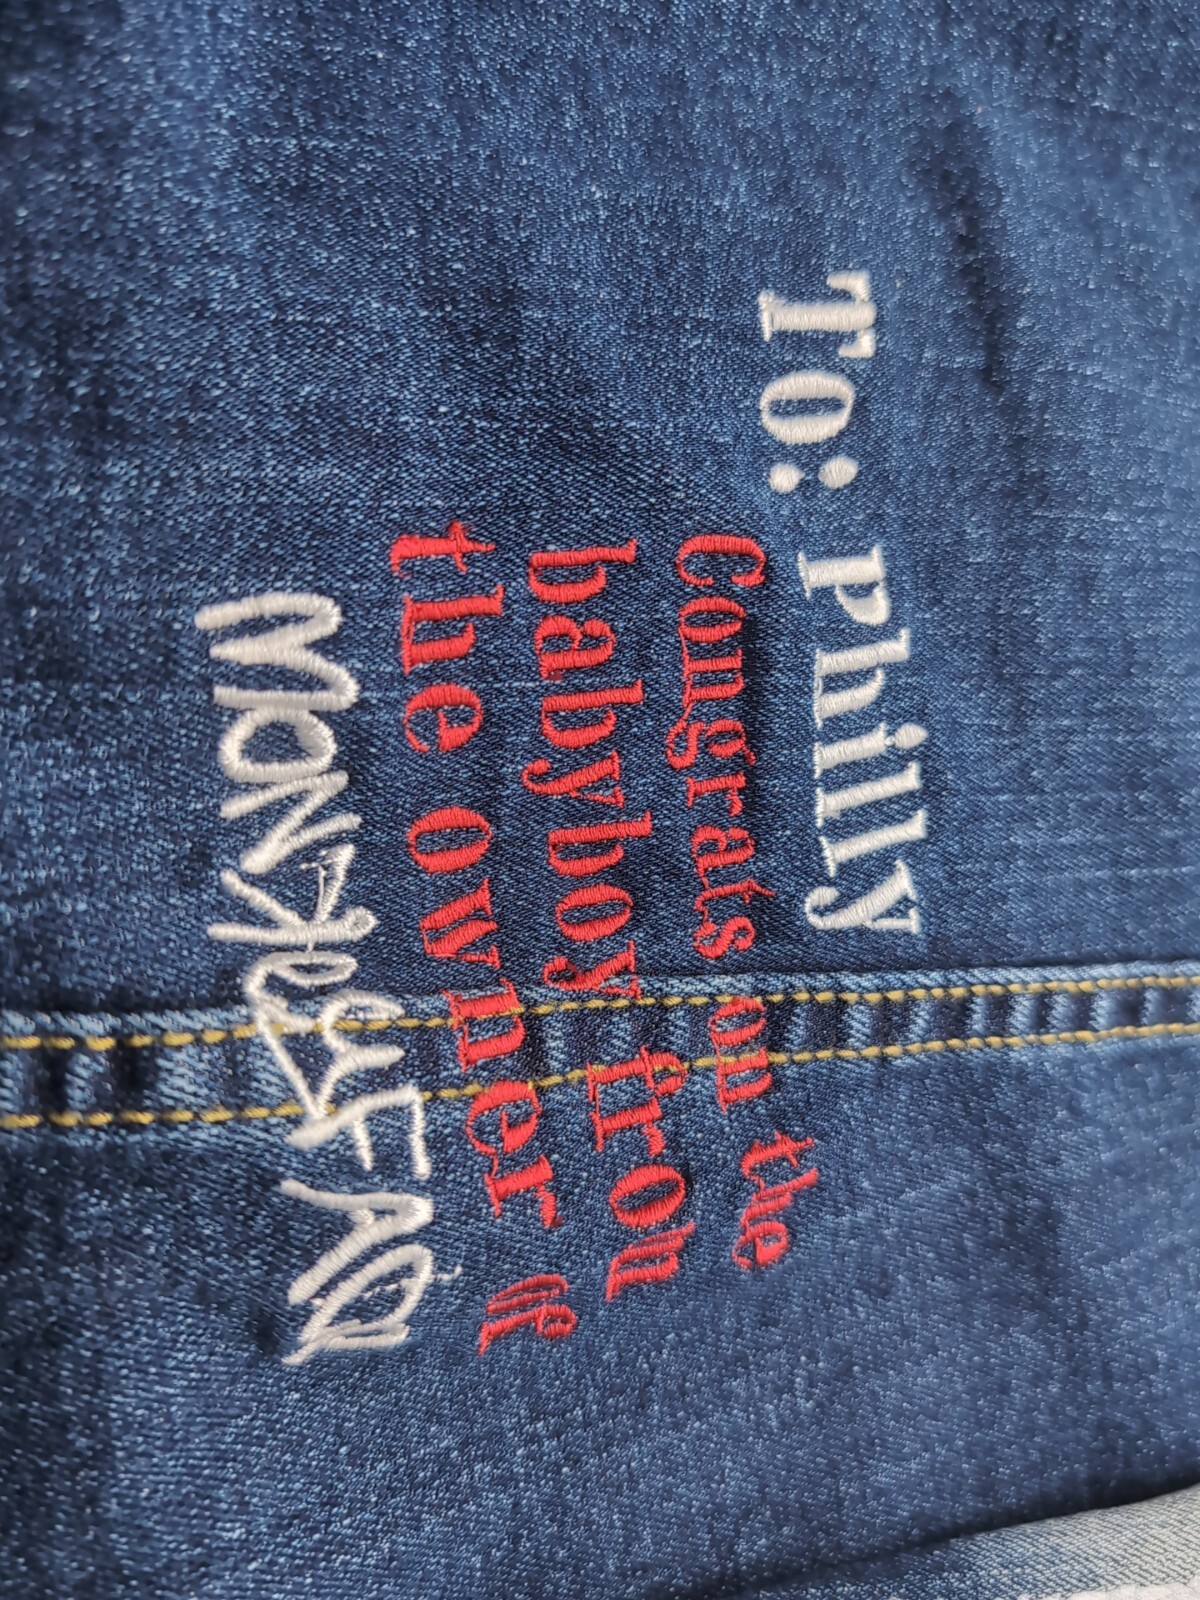 To: Philly
Congrats on the
babyboy from
the owner of